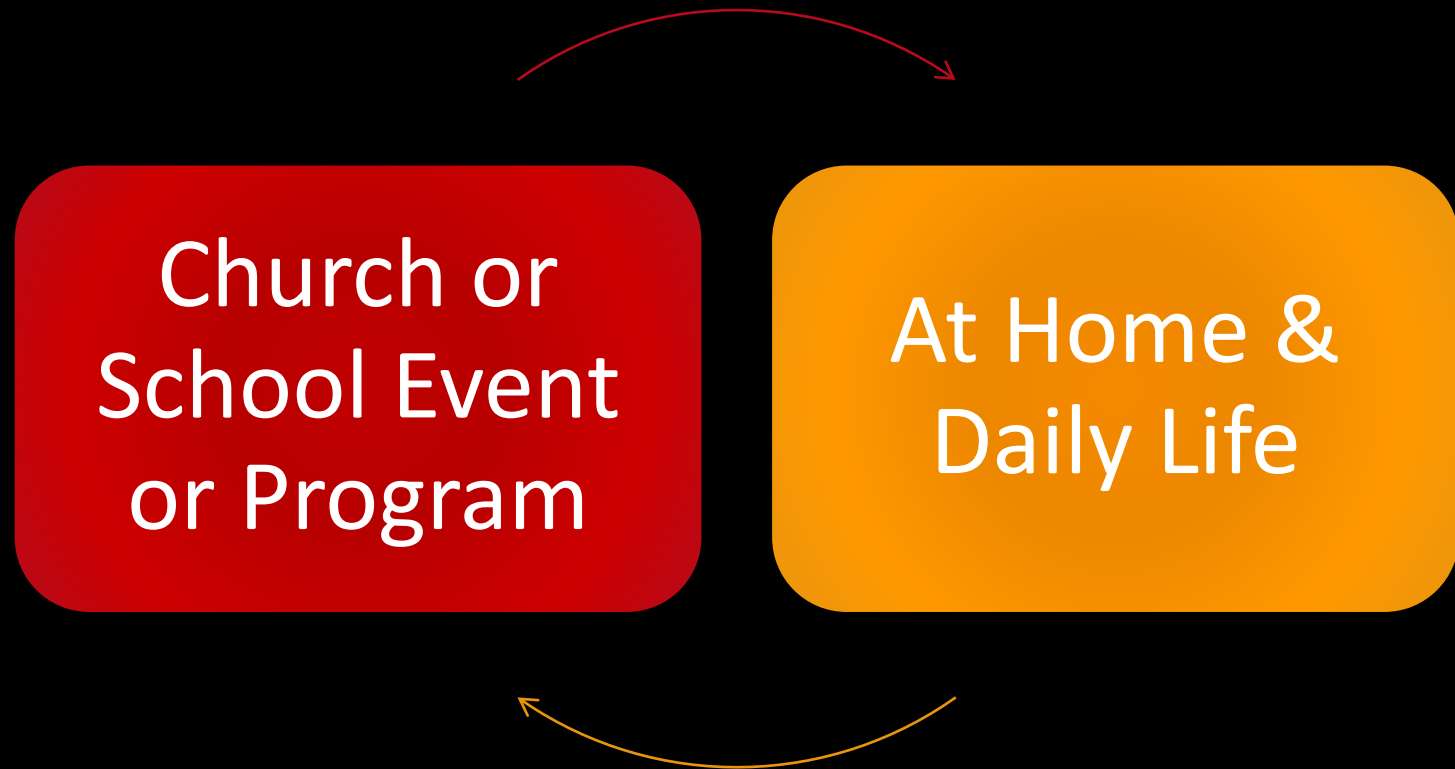 Church or
School Event
or Program
At Home &
Daily Life